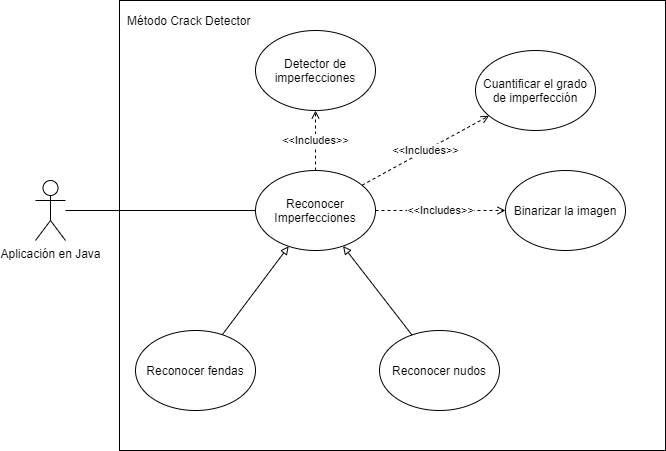 Método Crack Detector
Detector de
imperfecciones
Cuantificar el grado
de imperfección
<<Includes>>
<<Includes>>
Reconocer
Imperfecciones
<<Includes>>
Binarizar la imagen
Aplicación en Java
Reconocer fendas
Reconocer nudos